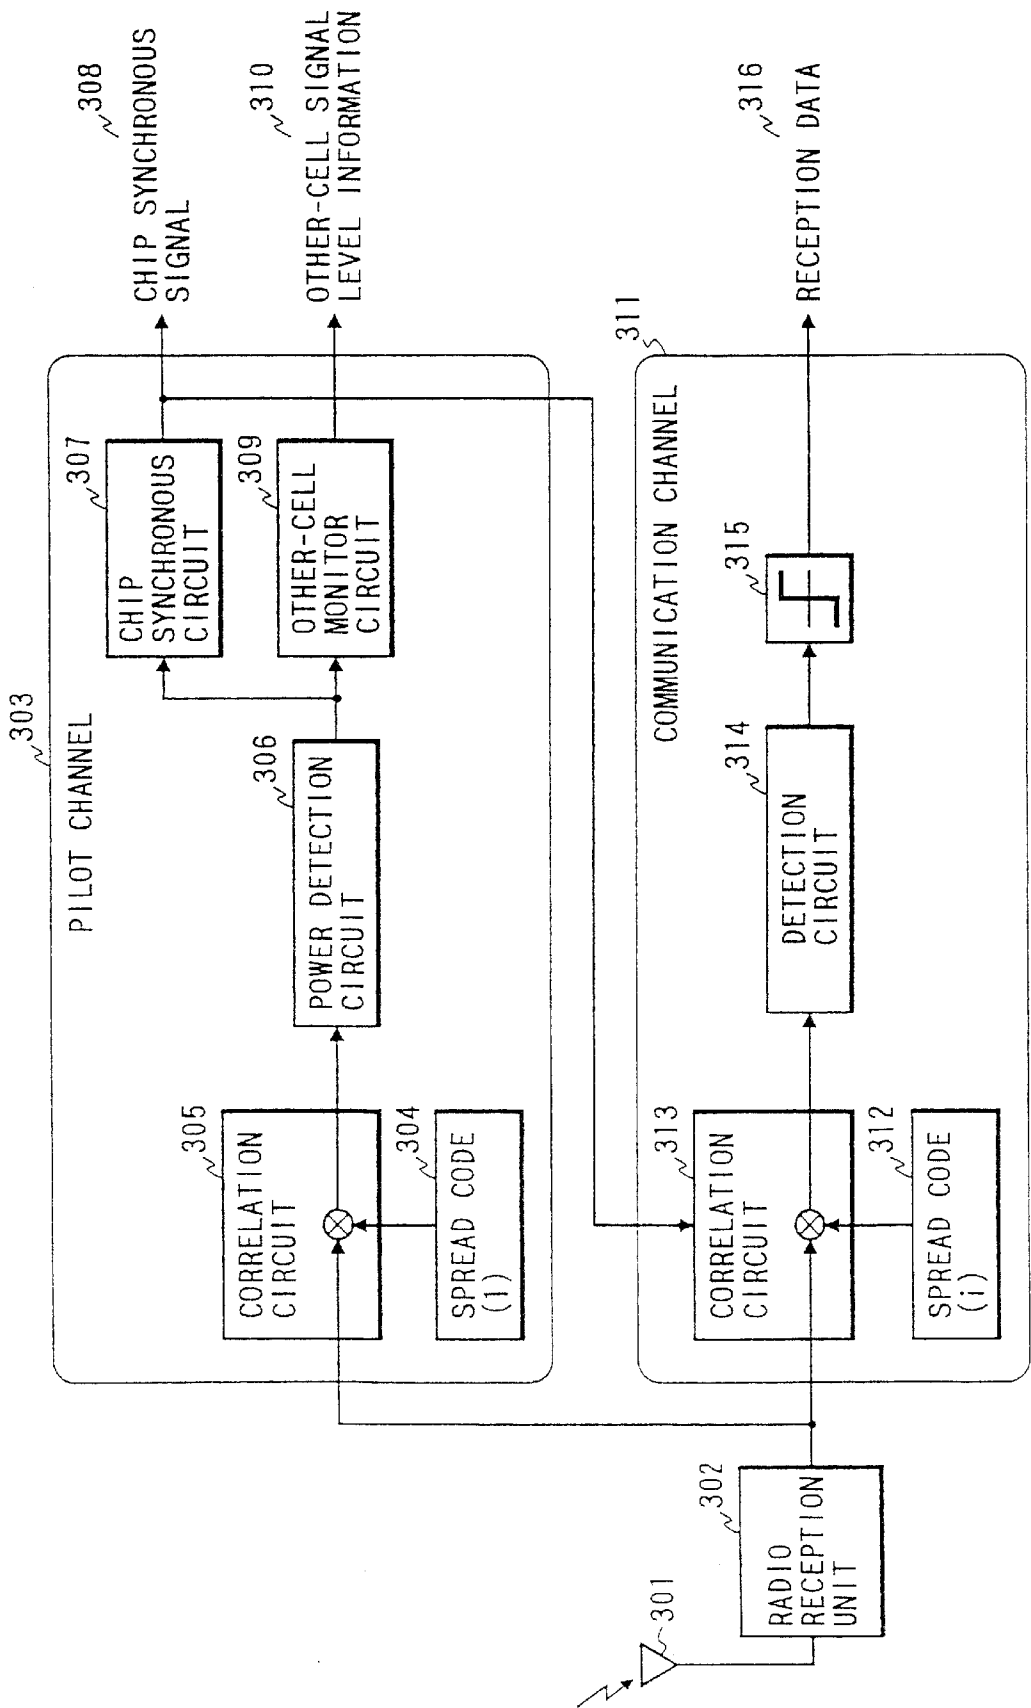 303
PILOT CHANNEL
305
CORRELATION
CIRCUIT
304
SPREAD CODE
(1)
306
POWER DETECTION
CIRCUIT
307
CHIP
SYNCHRONOUS
CIRCUIT
309
OTHER-CELL
MONITOR
CIRCUIT
308
CHIP SYNCHRONOUS
SIGNAL
310
OTHER-CELL SIGNAL
LEVEL INFORMATION
301
302
RADIO
RECEPTION
UNIT
311
COMMUNICATION CHANNEL
313
CORRELATION
CIRCUIT
312
SPREAD CODE
(i)
314
DETECTION
CIRCUIT
315
316
RECEPTION DATA